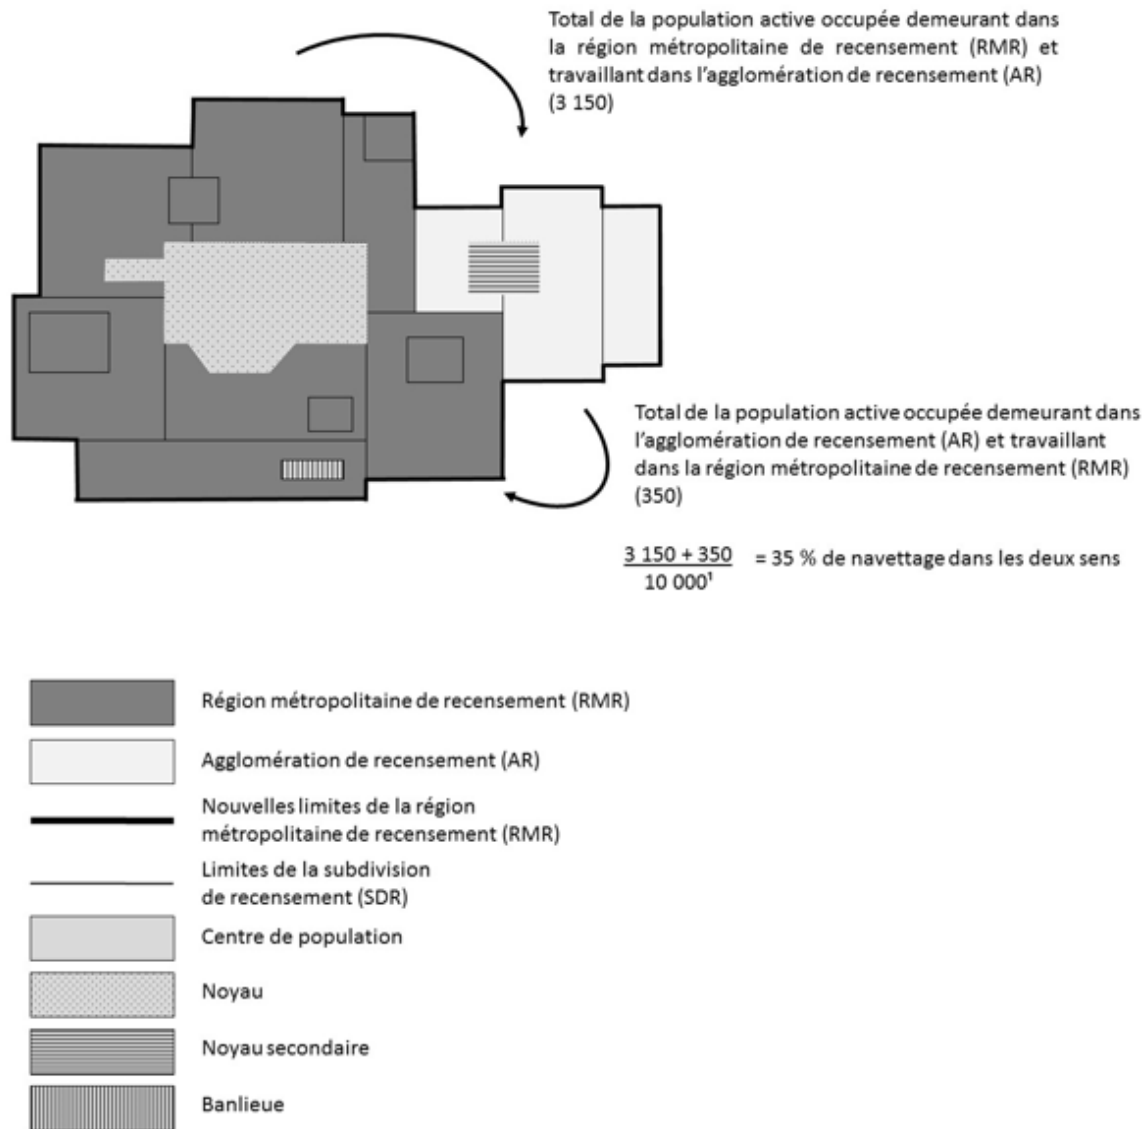 Total de la population active occupée demeurant dans
la région métropolitaine de recensement (RMR) et
travaillant dans l'agglomération de recensement (AR)
(3 150)
Total de la population active occupée demeurant dans
l'agglomération de recensement (AR) et travaillant
dans la région métropolitaine de recensement (RMR)
(350)
3 150 + 350
10 000¹
= 35 % de navettage dans les deux sens
Région métropolitaine de recensement (RMR)
Agglomération de recensement (AR)
Nouvelles limites de la région
métropolitaine de recensement (RMR)
Limites de la subdivision
de recensement (SDR)
Centre de population
Noyau
Noyau secondaire
Banlieue